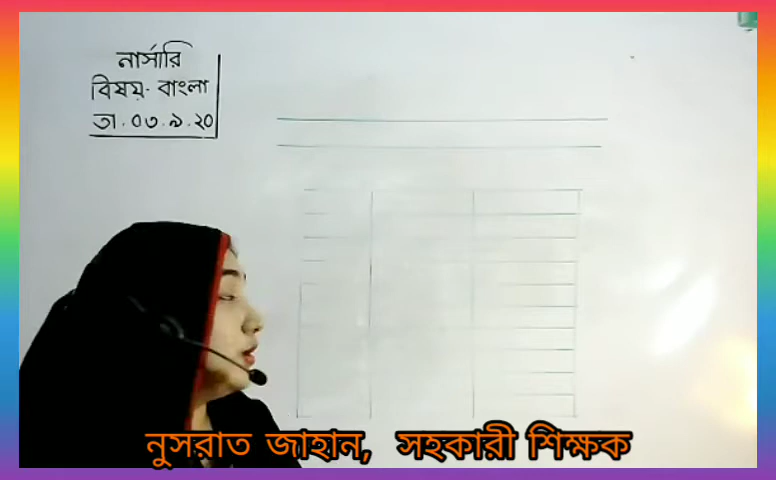 নার্সারি
বিষয়- বাংলা
তা. ০৩.৯.২০
নুসরাত জাহান, সহকারী শিক্ষক